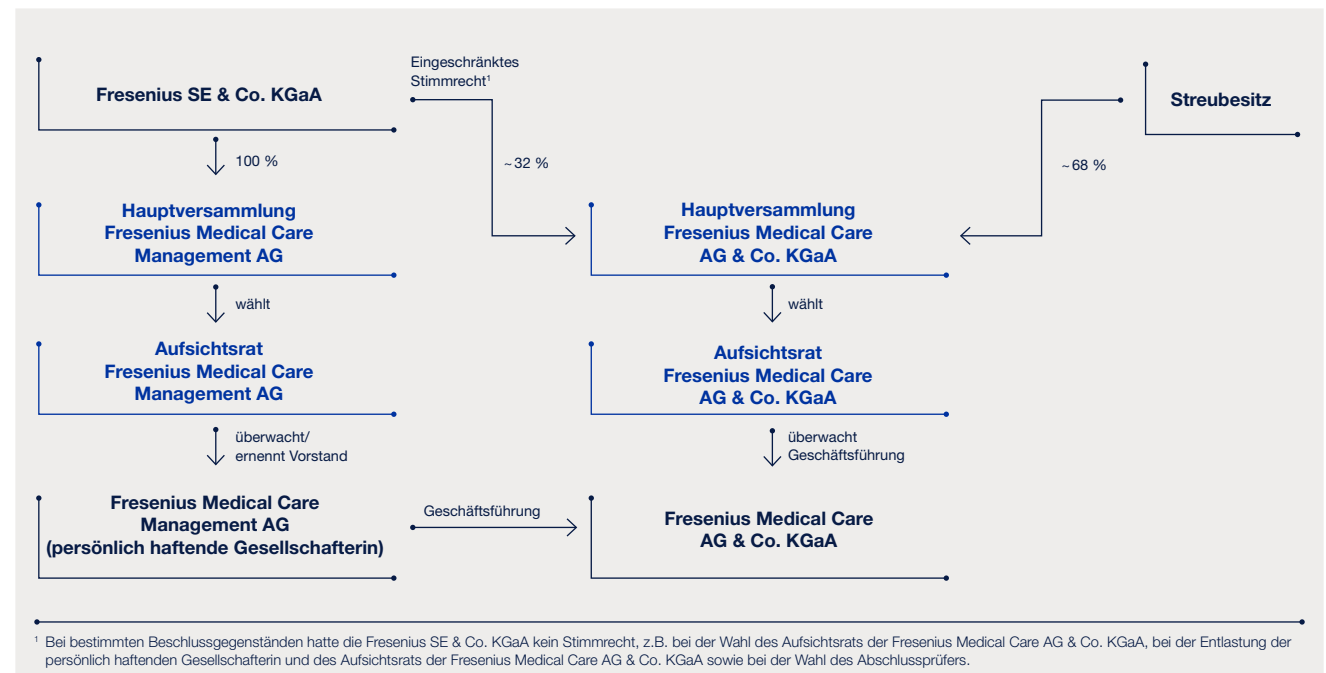 Eingeschränktes
Stimmrecht¹
Fresenius SE & Co. KGaA
Streubesitz
100 %
~32 %
~68 %
Hauptversammlung
Fresenius Medical Care
Management AG
Hauptversammlung
Fresenius Medical Care
AG & Co. KGaA
wählt
wählt
Aufsichtsrat
Fresenius Medical Care
Management AG
Aufsichtsrat
Fresenius Medical Care
AG & Co. KGaA
überwacht/
ernennt Vorstand
überwacht
Geschäftsführung
Fresenius Medical Care
Management AG
(persönlich haftende Gesellschafterin)
Geschäftsführung
Fresenius Medical Care
AG & Co. KGaA
¹ Bei bestimmten Beschlussgegenständen hatte die Fresenius SE & Co. KGaA kein Stimmrecht, z.B. bei der Wahl des Aufsichtsrats der Fresenius Medical Care AG & Co. KGaA, bei der Entlastung der
persönlich haftenden Gesellschafterin und des Aufsichtsrats der Fresenius Medical Care AG & Co. KGaA sowie bei der Wahl des Abschlussprüfers.